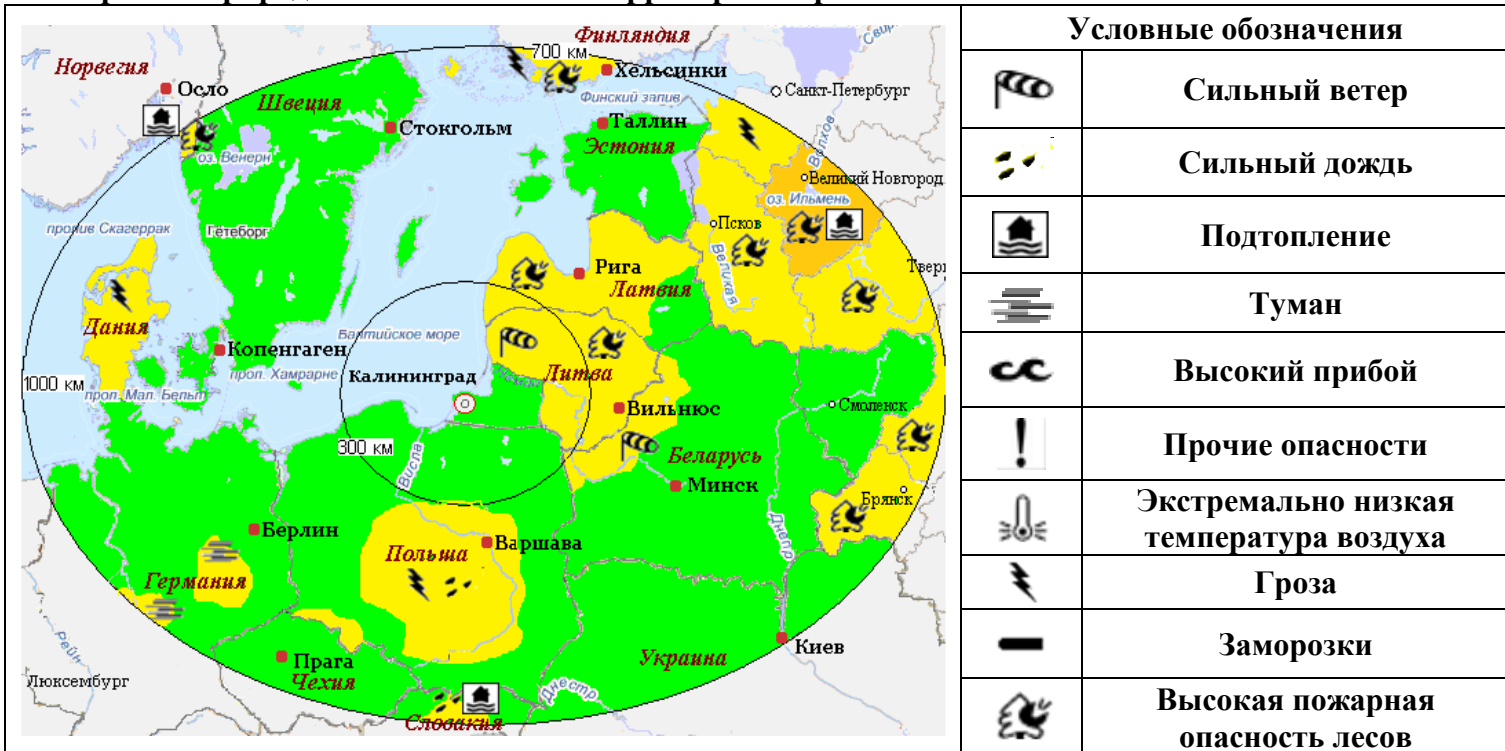 700 км
Финляндия
Норвегия
Хельсинки
Осло
Финский залив
Санкт-Петербург
Швеция
Стокгольм
Таллин
Эстония
Волхов
оз. Венерн
Великий Новгород
оз. Ильмень
пролив Скагеррак
Гётеборг
Псков
Великая
Рига
Латвия
Дания
Балтийское море
Копенгаген
1000 км
прол. Хамрарне
Калининград
Литва
прол. Мал. Бельт
Вильнюс
Смоленск
300 км
Висла
Беларусь
Минск
Брянск
Днепр
Берлин
Польша
Варшава
Германия
Рейн
Прага
Чехия
Украина
Киев
Люксембург
Днестр
Словакия
Условные обозначения
Сильный ветер
Сильный дождь
Подтопление
Туман
Высокий прибой
Прочие опасности
Экстремально низкая
температура воздуха
Гроза
Заморозки
Высокая пожарная
опасность лесов